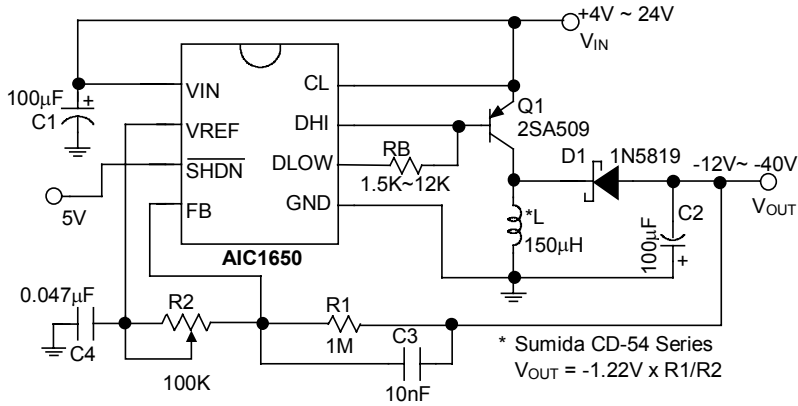 +4V ~ 24V
VIN
100µF
+
C1
VIN
CL
Q1
2SA509
VREF
DHI
RB
1.5K~12K
D1
1N5819
-12V~ -40V
SHDN
DLOW
5V
FB
GND
*L
150µH
100µF
C2
+
VOUT
AIC1650
0.047µF
C4
R2
100K
R1
1M
C3
10nF
* Sumida CD-54 Series
VOUT = -1.22V x R1/R2